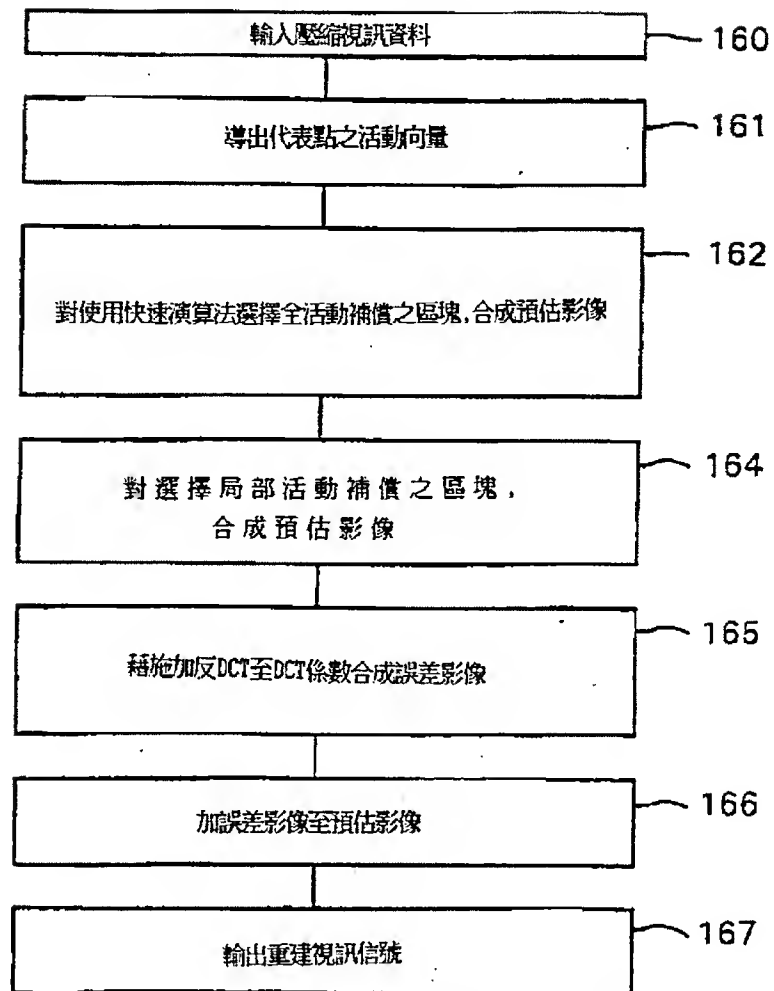 輸入壓縮視訊資料
160
導出代表點之活動向量
161
162
對使用快速演算法選擇全活動補償之區塊,合成預估影像
164
對選擇局部活動補償之區塊,
合成預估影像
165
藉施加反DCT至DCT係數合成誤差影像
166
加誤差影像至預估影像
167
輸出重建視訊信號